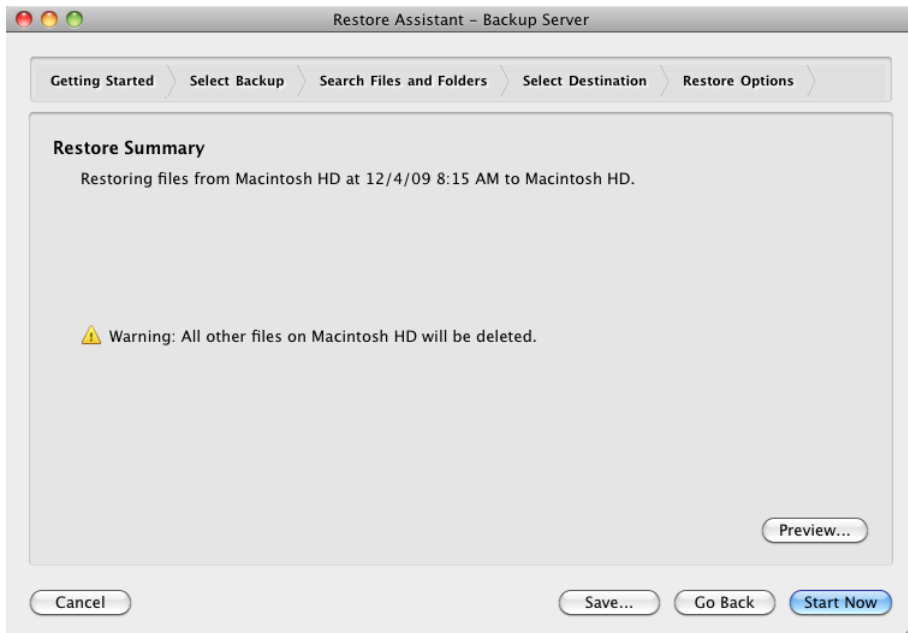 Restore Assistant – Backup Server
Getting Started Select Backup Search Files and Folders Select Destination Restore Options
Restore Summary
Restoring files from Macintosh HD at 12/4/09 8:15 AM to Macintosh HD.
Warning: All other files on Macintosh HD will be deleted.
Preview...
Cancel Save... Go Back Start Now